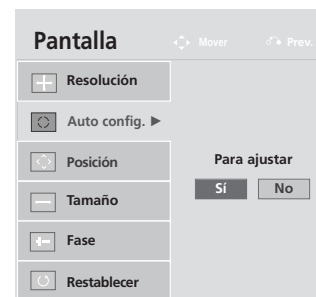 Pantalla
Mover
Prev.
Resolución
Auto config. ►
Posición
Tamaño
Fase
Restablecer
Para ajustar
Sí No